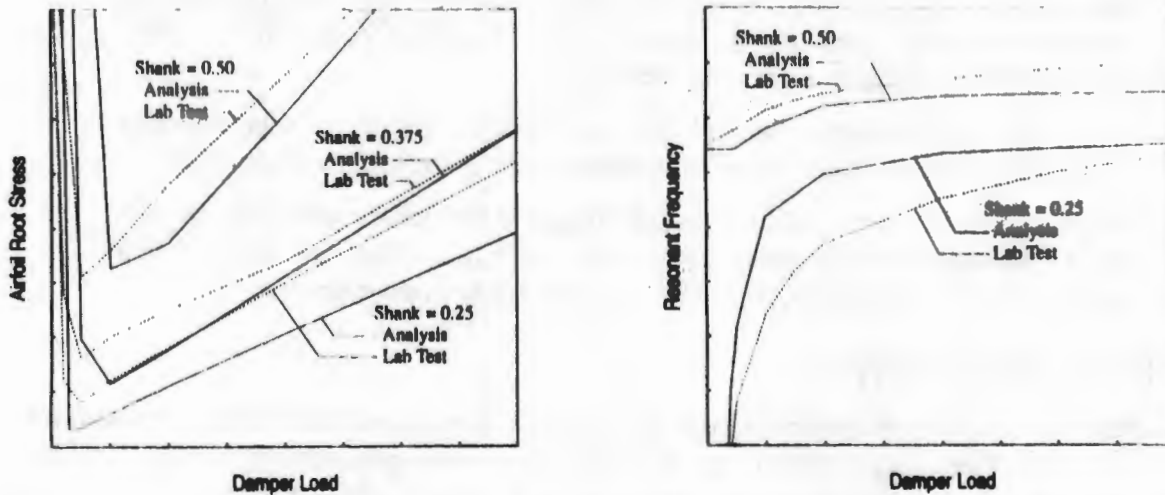 Shank = 0.50
Analysis
Lab Test
Shank = 0.375
Analysis
Lab Test
Shank = 0.25
Analysis
Lab Test
Airfoil Root Stress
Damper Load
Shank = 0.50
Analysis
Lab Test
Shank = 0.25
Analysis
Lab Test
Resonant Frequency
Damper Load